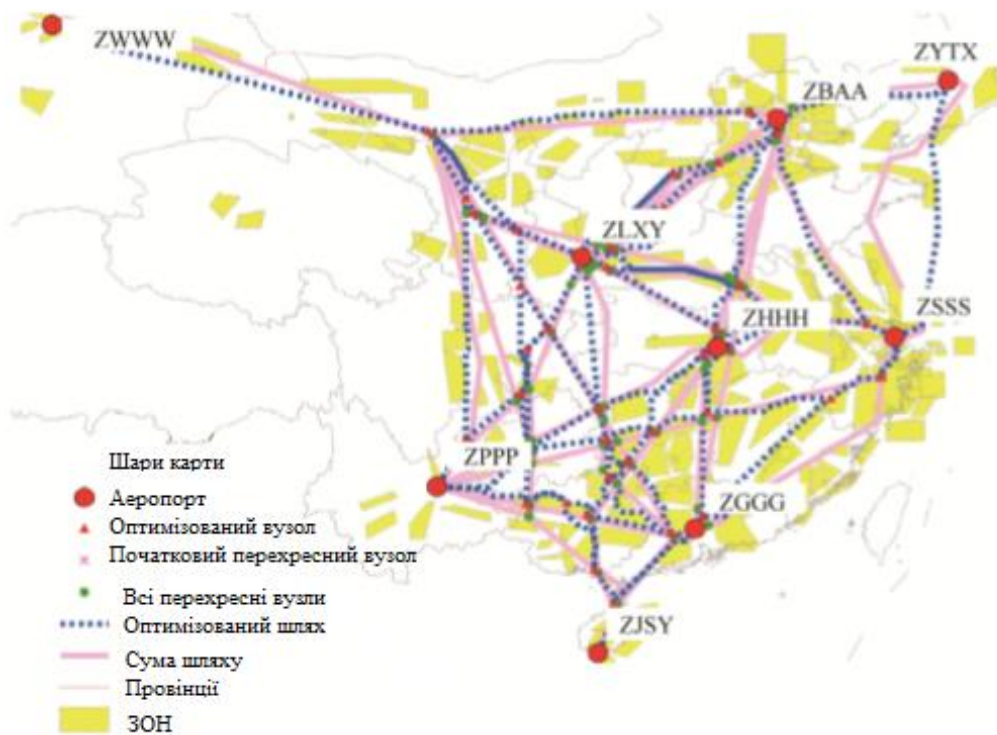 ZWWW
ZYTX
ZBAA
ZLXY
ZSSS
ZHHH
ZPPP
ZGGG
ZJSY
Шари карти
Аеропорт
Оптимізований вузол
Початковий перехресний вузол
Всі перехресні вузли
Оптимізований шлях
Сума шляху
Провінції
ЗОН